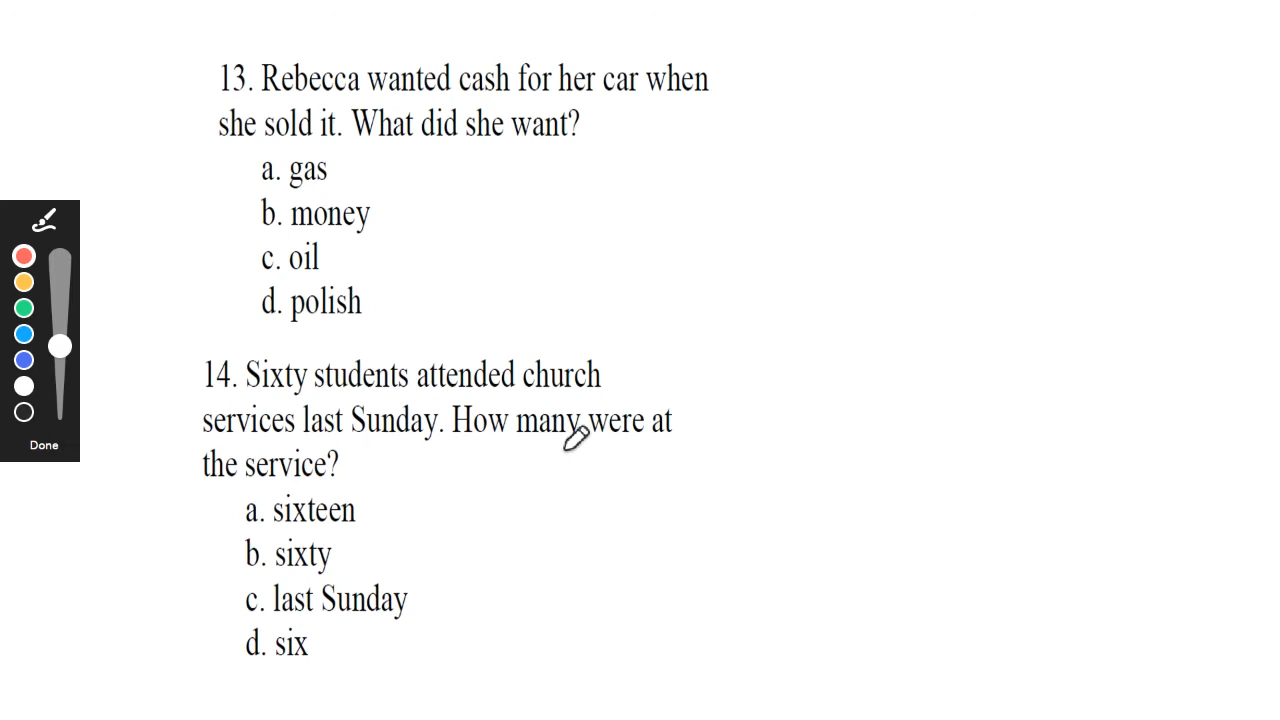 13. Rebecca wanted cash for her car when
she sold it. What did she want?
a. gas
b. money
c. oil
d. polish
14. Sixty students attended church
services last Sunday. How many were at
the service?
a. sixteen
b. sixty
c. last Sunday
d. six
Done